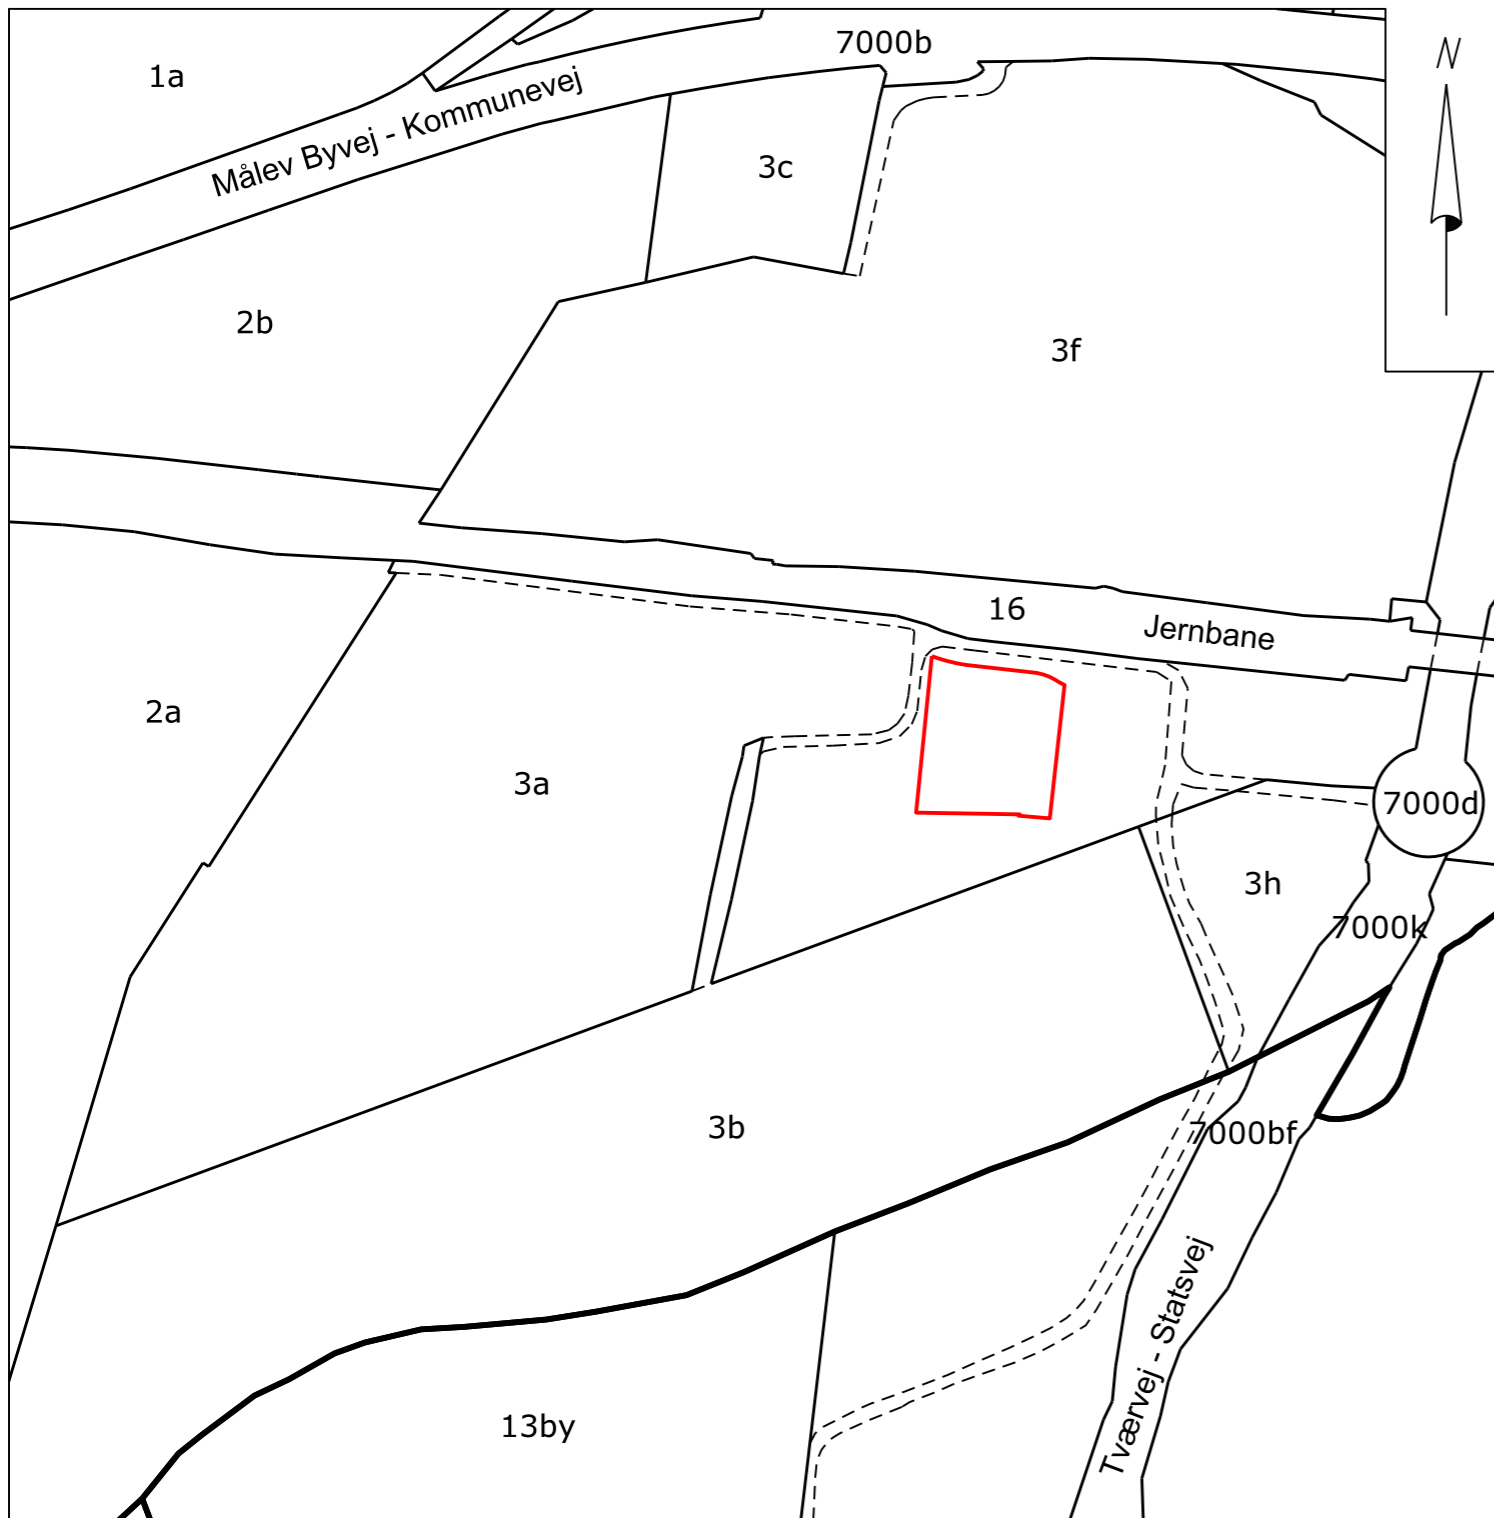 7000b
N
1a
Målev Byvej - Kommunevej
3c
2b
3f
16
Jernbane
2a
3a
7000d
3h
7000k
3b
7000bf
Tværvej - Statsvej
13by